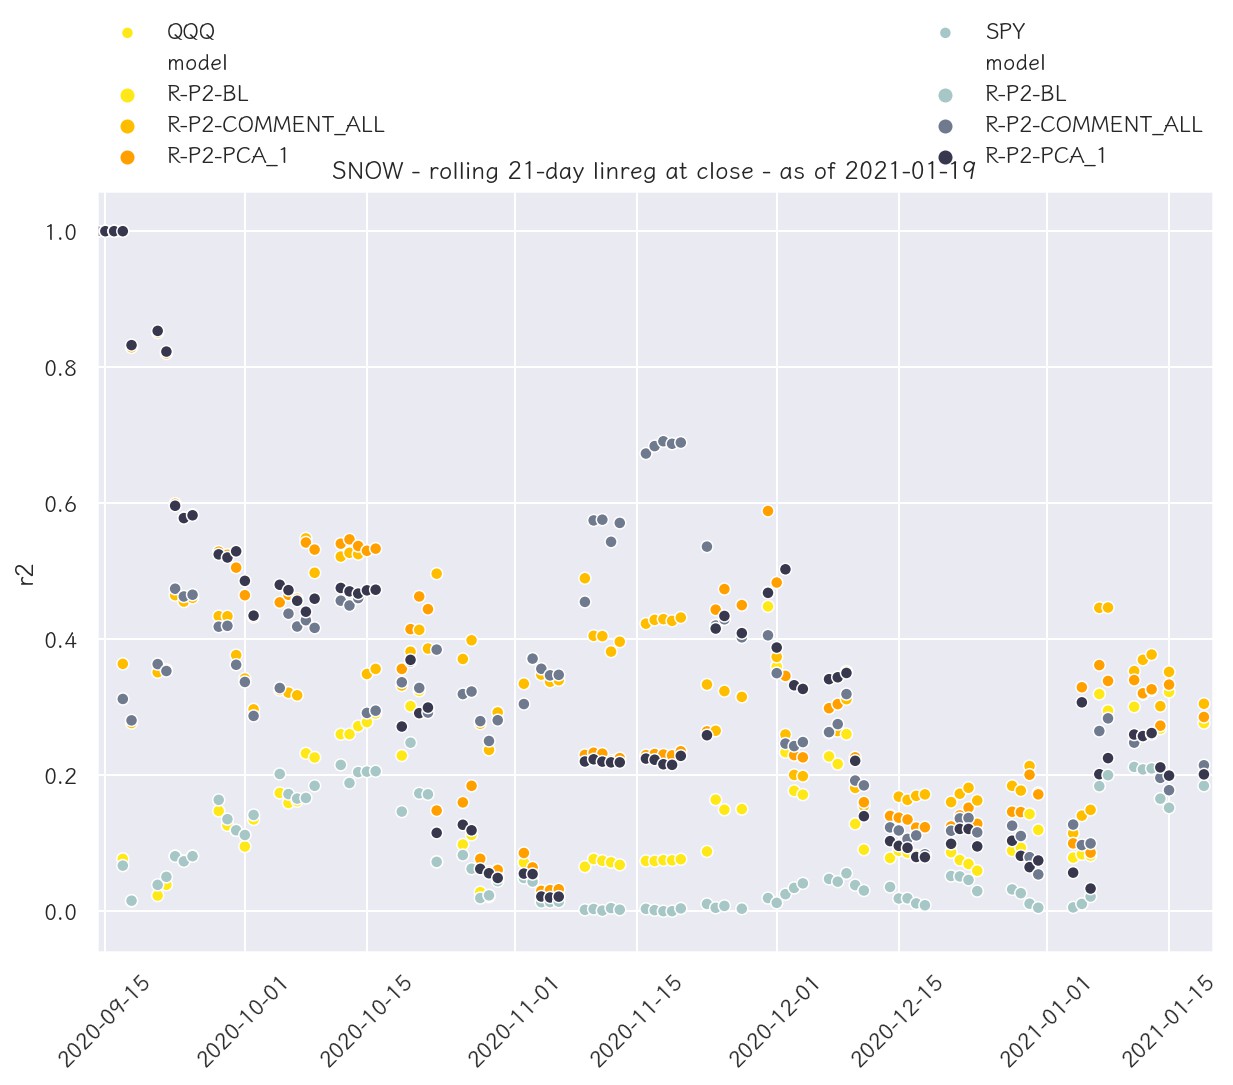 QQQ
model
R-P2-BL
R-P2-COMMENT_ALL
R-P2-PCA_1
SPY
model
R-P2-BL
R-P2-COMMENT_ALL
R-P2-PCA_1
SNOW - rolling 21-day linreg at close - as of 2021-01-19
1.0
0.8
0.6
0.4
0.2
0.0
r2
2020-09-15
2020-10-01
2020-10-15
2020-11-01
2020-11-15
2020-12-01
2020-12-15
2021-01-01
2021-01-15